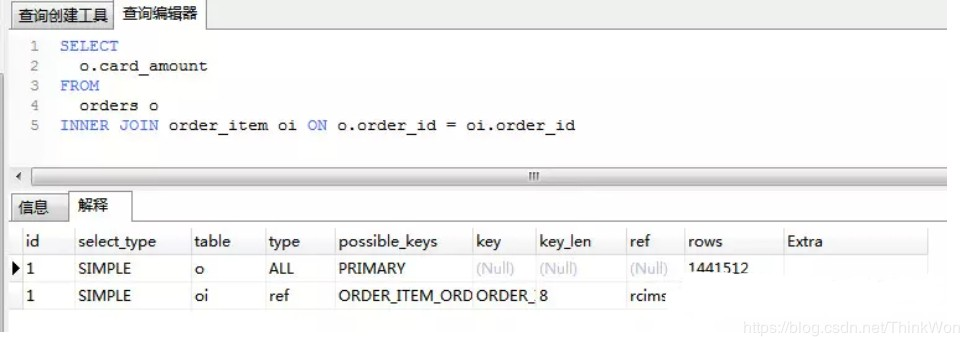 查询创建工具 查询编辑器
1 SELECT
2 o.card_amount
3 FROM
4 orders o
5 INNER JOIN order_item oi ON o.order_id = oi.order_id
信息 解释
id select_type table type possible_keys key key_len ref rows Extra
1 SIMPLE o ALL PRIMARY (Null) (Null) (Null) 1441512
1 SIMPLE oi ref ORDER_ITEM_ORD ORDER_ 8 rcims
https://blog.csdn.net/ThinkWon